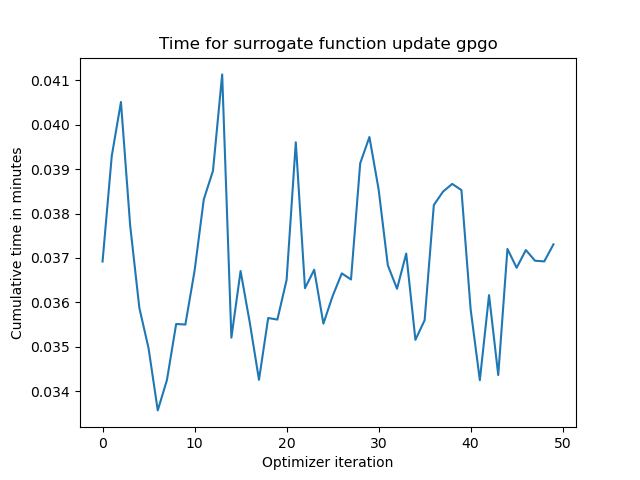 Time for surrogate function update gpgo
Cumulative time in minutes
0.041
0.040
0.039
0.038
0.037
0.036
0.035
0.034
0 10 20 30 40 50
Optimizer iteration